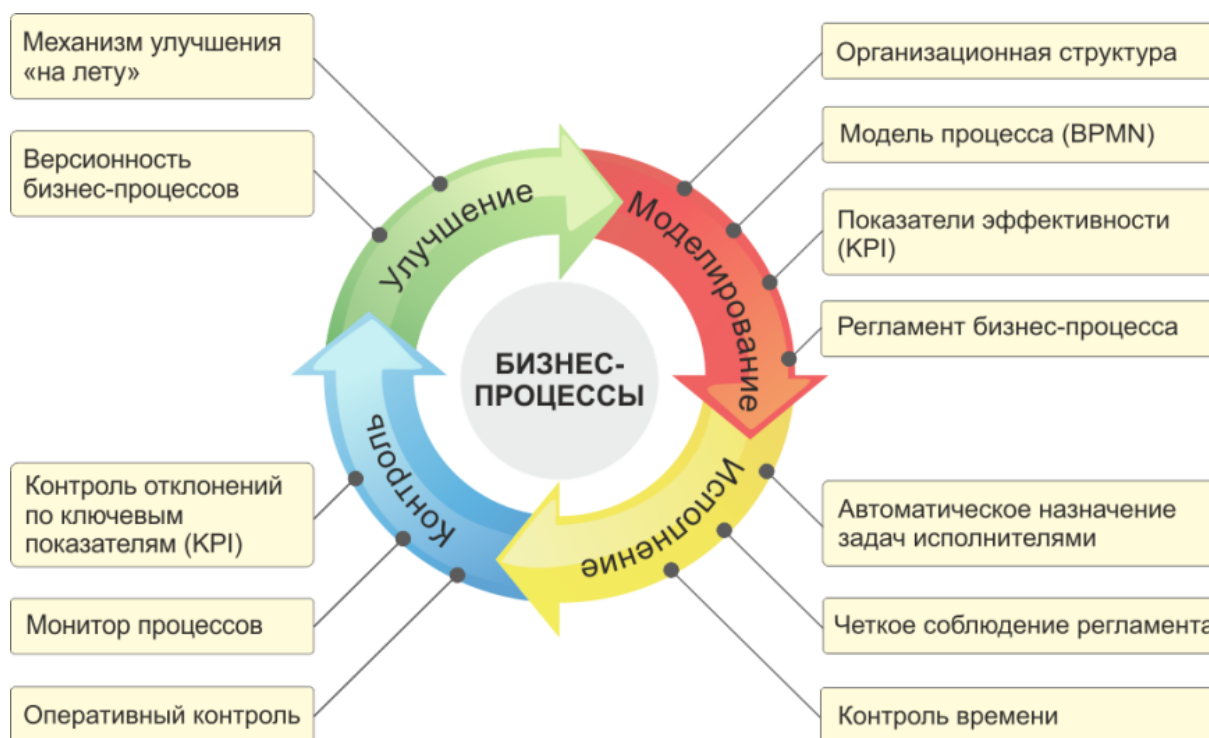 Механизм улучшения
«на лету»
Версионность
бизнес-процессов
Организационная структура
Модель процесса (BPMN)
Показатели эффективности
(KPI)
Регламент бизнес-процесса
Улучшение
Моделирование
БИЗНЕС-
ПРОЦЕССЫ
Контроль
Исполнение
Контроль отклонений
по ключевым
показателям (KPI)
Монитор процессов
Оперативный контроль
Автоматическое назначение
задач исполнителями
Четкое соблюдение регламента
Контроль времени